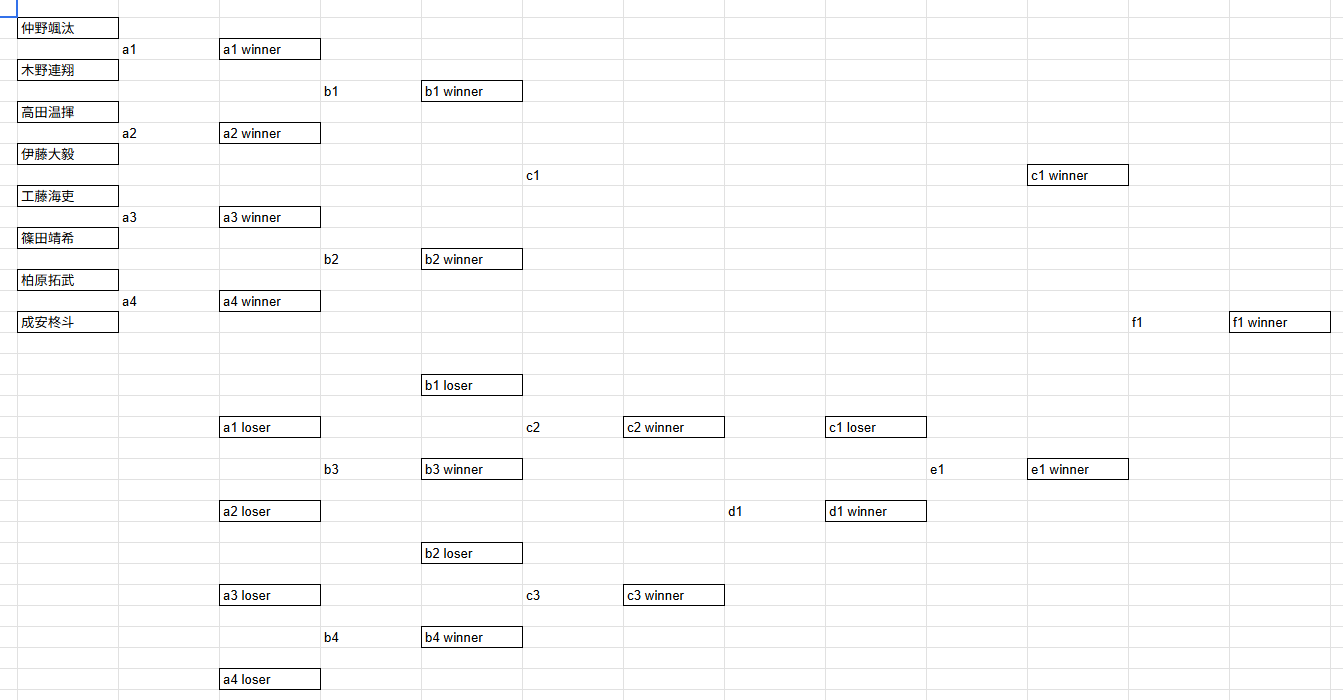 仲野颯汰
a1 a1 winner
木野連翔
b1 b1 winner
高田温揮
a2 a2 winner
伊藤大毅
c1 c1 winner
工藤海吏
a3 a3 winner
篠田靖希
b2 b2 winner
柏原拓武
a4 a4 winner
成安柊斗 f1 f1 winner
b1 loser
a1 loser c2 c2 winner c1 loser
b3 b3 winner e1 e1 winner
a2 loser d1 d1 winner
b2 loser
a3 loser c3 c3 winner
b4 b4 winner
a4 loser